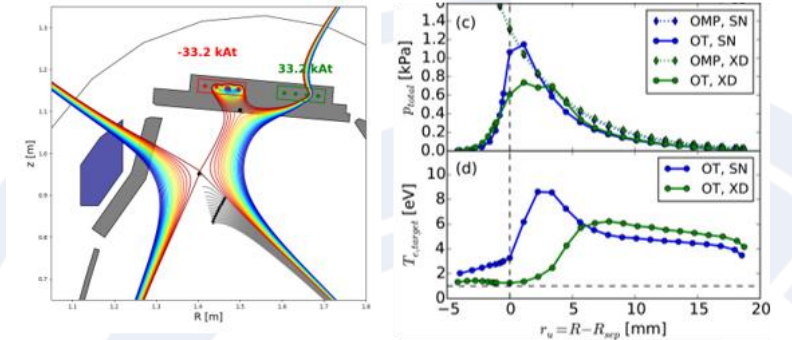 -33.2 kAt
33.2 kAt
z [m]
1.3
1.2
1.1
1.0
0.9
0.8
0.7
1.1 1.2 1.3 1.4 1.5 1.6 1.7 1.8
R [m]
(c)
p_total [kPa]
1.4
1.2
1.0
0.8
0.6
0.4
0.2
0.0
OMP, SN
OT, SN
OMP, XD
OT, XD
(d)
T_e,target [eV]
10
8
6
4
2
0
OT, SN
OT, XD
−5 0 5 10 15 20
r_u = R−R_sep [mm]